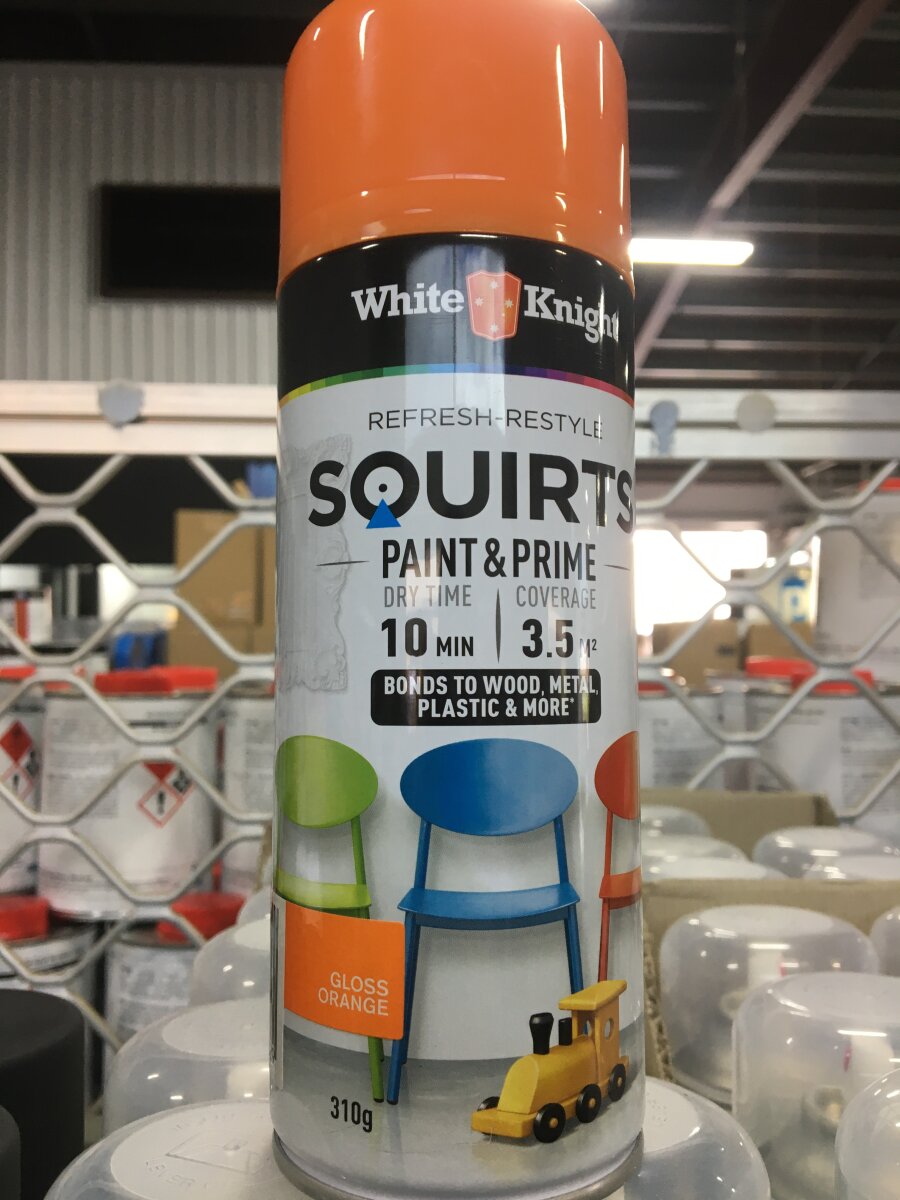 White Knight
REFRESH-RESTYLE
SQUIRTS
PAINT & PRIME
DRY TIME
COVERAGE
10 MIN
3.5 M²
BONDS TO WOOD, METAL,
PLASTIC & MORE*
GLOSS
ORANGE
310g